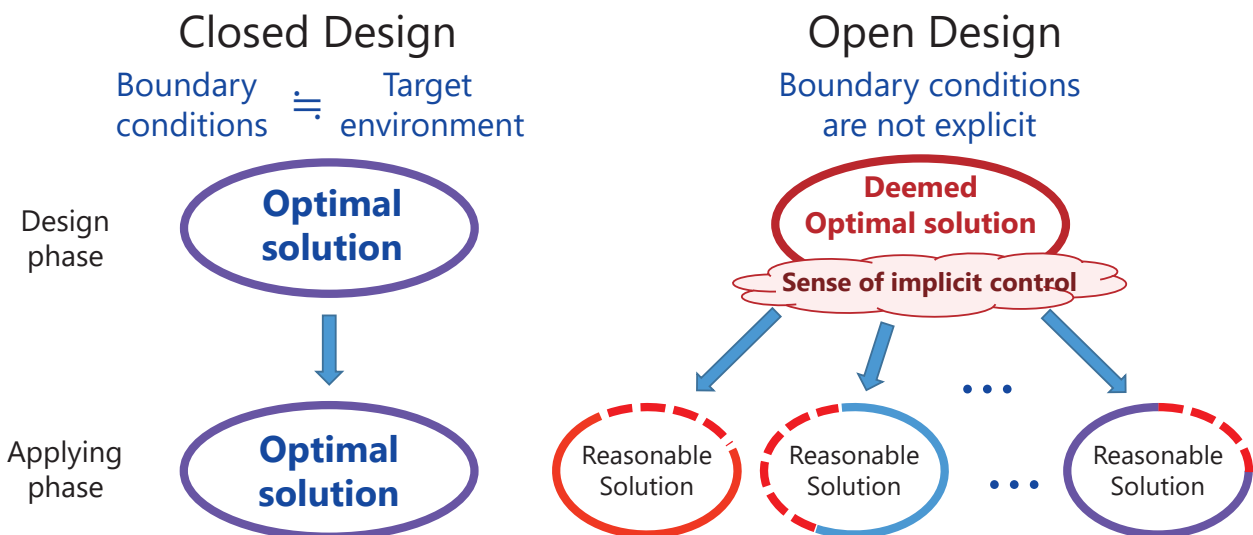 Closed Design
Boundary
conditions
≒
Target
environment
Open Design
Boundary conditions
are not explicit
Design
phase
Optimal
solution
Deemed
Optimal solution
Sense of implicit control
Applying
phase
Optimal
solution
•••
Reasonable
Solution
Reasonable
Solution
•••
Reasonable
Solution